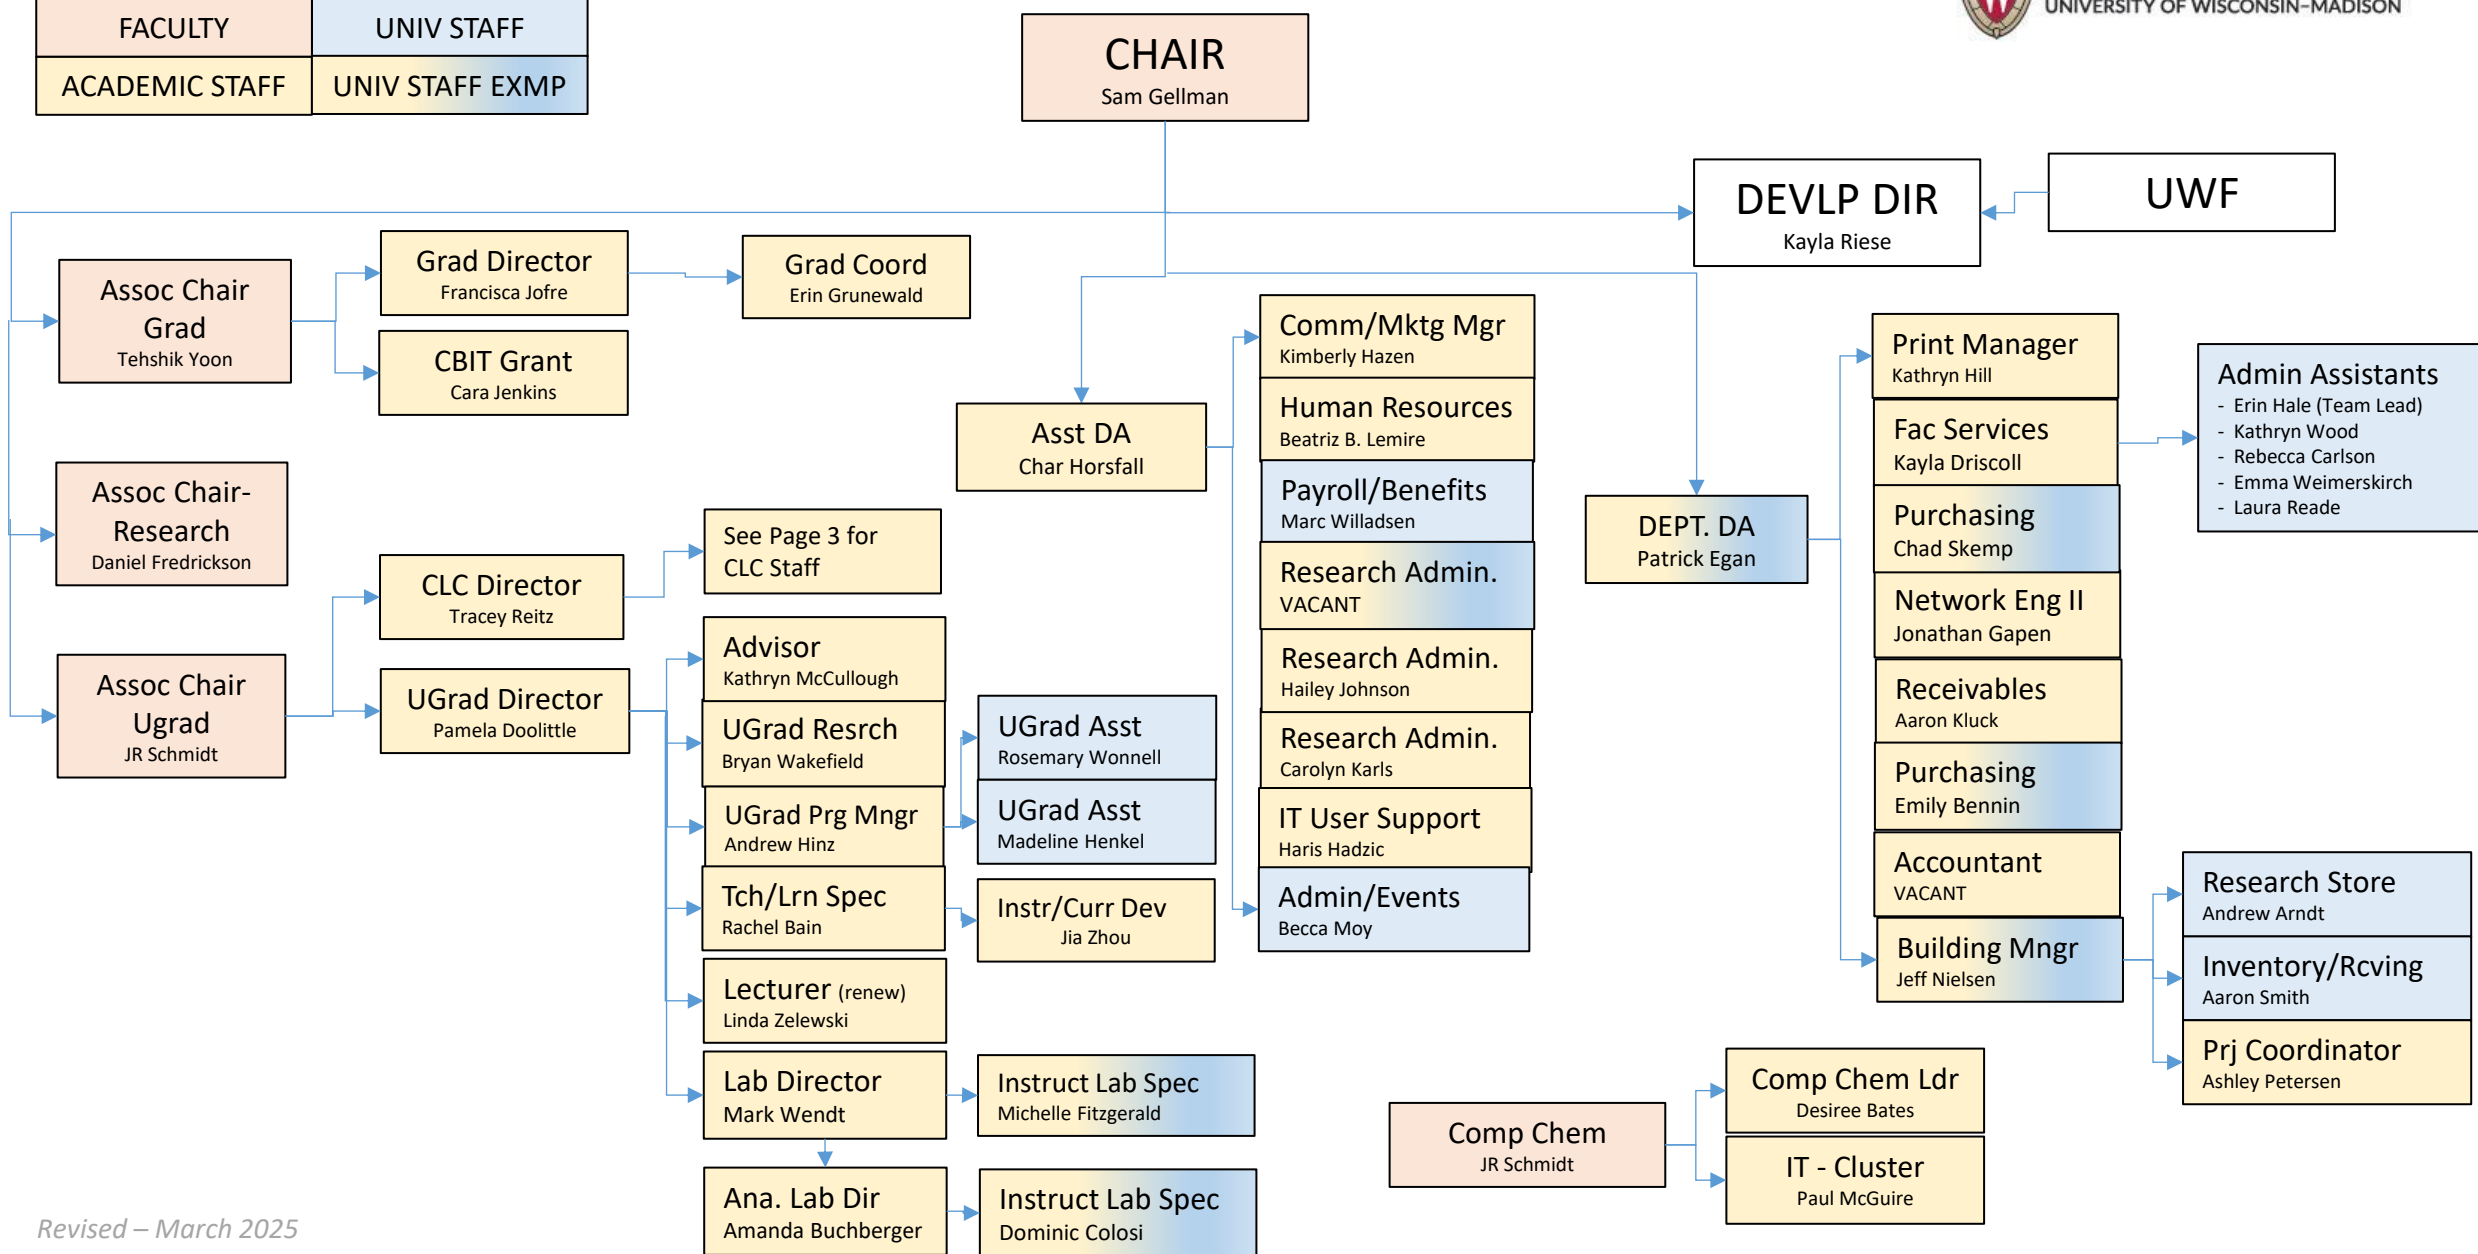 FACULTY
UNIV STAFF
ACADEMIC STAFF
UNIV STAFF EXMP
UNIVERSITY OF WISCONSIN–MADISON
CHAIR
Sam Gellman
DEVLP DIR
Kayla Riese
UWF
Assoc Chair
Grad
Tehshik Yoon
Grad Director
Francisca Jofre
Grad Coord
Erin Grunewald
CBIT Grant
Cara Jenkins
Assoc Chair-
Research
Daniel Fredrickson
Assoc Chair
Ugrad
JR Schmidt
CLC Director
Tracey Reitz
See Page 3 for
CLC Staff
UGrad Director
Pamela Doolittle
Advisor
Kathryn McCullough
UGrad Resrch
Bryan Wakefield
UGrad Prg Mngr
Andrew Hinz
UGrad Asst
Rosemary Wonnell
UGrad Asst
Madeline Henkel
Tch/Lrn Spec
Rachel Bain
Instr/Curr Dev
Jia Zhou
Lecturer (renew)
Linda Zelewski
Lab Director
Mark Wendt
Instruct Lab Spec
Michelle Fitzgerald
Ana. Lab Dir
Amanda Buchberger
Instruct Lab Spec
Dominic Colosi
Asst DA
Char Horsfall
Comm/Mktg Mgr
Kimberly Hazen
Human Resources
Beatriz B. Lemire
Payroll/Benefits
Marc Willadsen
Research Admin.
VACANT
Research Admin.
Hailey Johnson
Research Admin.
Carolyn Karls
IT User Support
Haris Hadzic
Admin/Events
Becca Moy
DEPT. DA
Patrick Egan
Print Manager
Kathryn Hill
Fac Services
Kayla Driscoll
Purchasing
Chad Skemp
Network Eng II
Jonathan Gapen
Receivables
Aaron Kluck
Purchasing
Emily Bennin
Accountant
VACANT
Building Mngr
Jeff Nielsen
Admin Assistants
- Erin Hale (Team Lead)
- Kathryn Wood
- Rebecca Carlson
- Emma Weimerskirch
- Laura Reade
Research Store
Andrew Arndt
Inventory/Rcving
Aaron Smith
Prj Coordinator
Ashley Petersen
Comp Chem
JR Schmidt
Comp Chem Ldr
Desiree Bates
IT - Cluster
Paul McGuire
Revised – March 2025